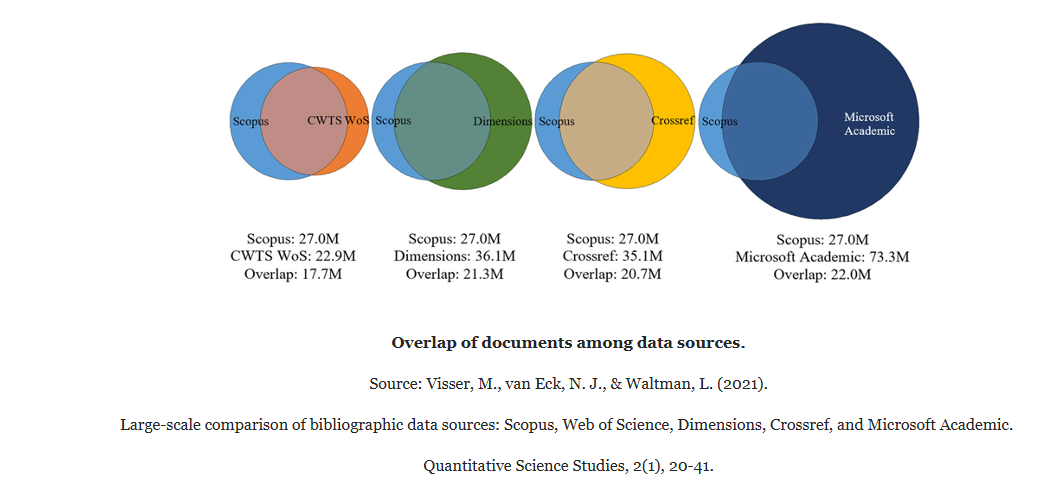 Scopus
CWTS WoS
Scopus
Dimensions
Scopus
Crossref
Scopus
Microsoft
Academic
Scopus: 27.0M
CWTS WoS: 22.9M
Overlap: 17.7M
Scopus: 27.0M
Dimensions: 36.1M
Overlap: 21.3M
Scopus: 27.0M
Crossref: 35.1M
Overlap: 20.7M
Scopus: 27.0M
Microsoft Academic: 73.3M
Overlap: 22.0M
Overlap of documents among data sources.
Source: Visser, M., van Eck, N. J., & Waltman, L. (2021).
Large-scale comparison of bibliographic data sources: Scopus, Web of Science, Dimensions, Crossref, and Microsoft Academic.
Quantitative Science Studies, 2(1), 20-41.